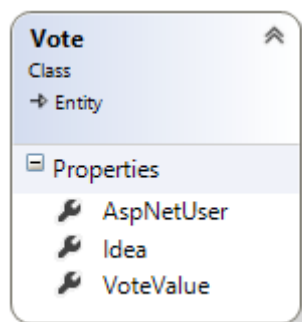 Vote
Class
Entity
Properties
AspNetUser
Idea
VoteValue